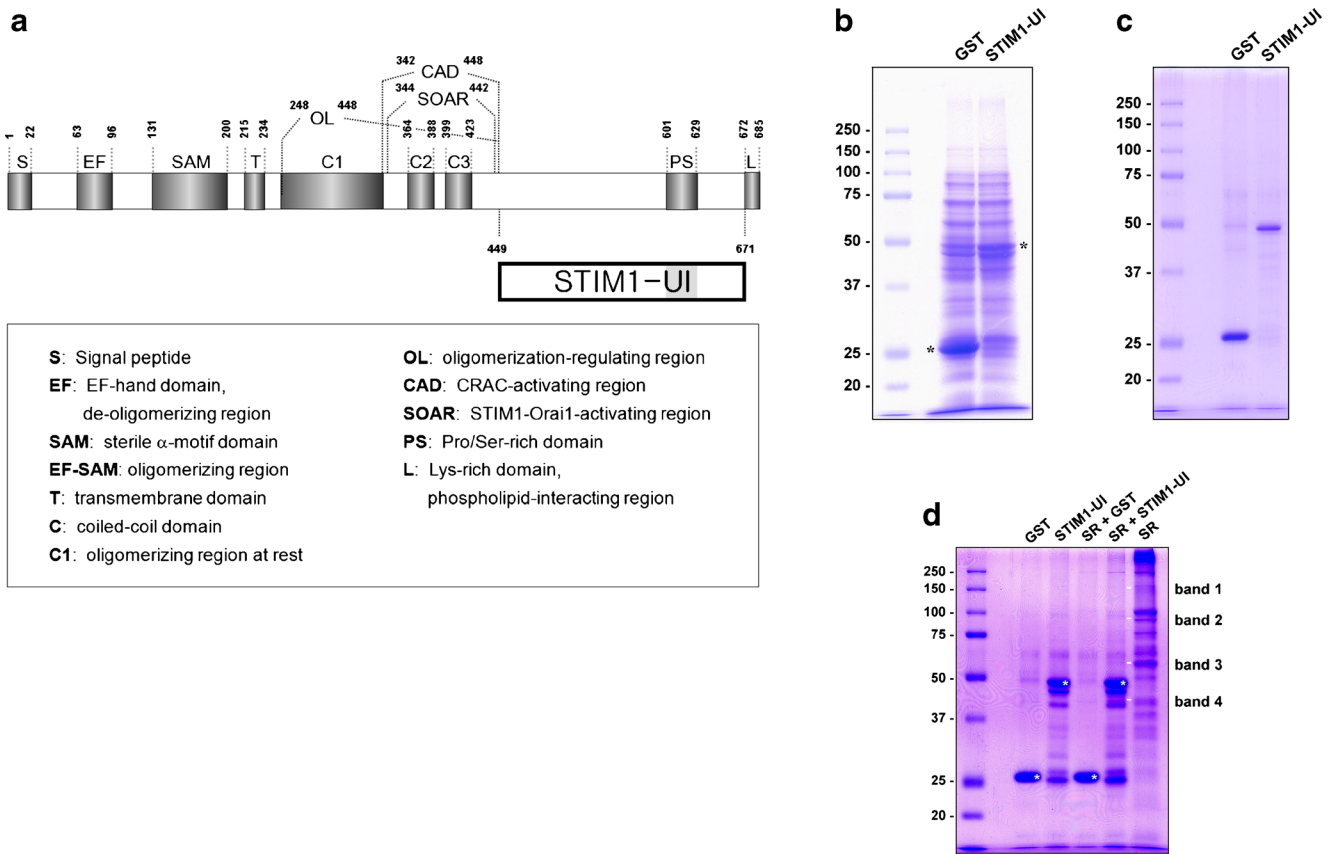 a
342 CAD 448
344 SOAR 442
248 OL 448
1 22 63 96 131 200 215 234 364 388 399 423 601 629 672 685
S EF SAM T C1 C2 C3 PS L
449 671
STIM1-UI
S: Signal peptide
EF: EF-hand domain,
de-oligomerizing region
SAM: sterile α-motif domain
EF-SAM: oligomerizing region
T: transmembrane domain
C: coiled-coil domain
C1: oligomerizing region at rest
OL: oligomerization-regulating region
CAD: CRAC-activating region
SOAR: STIM1-Orai1-activating region
PS: Pro/Ser-rich domain
L: Lys-rich domain,
phospholipid-interacting region
b
GST
STIM1-UI
250 -
150 -
100 -
75 -
50 -
*
37 -
25 -
*
20 -
c
GST
STIM1-UI
250 -
150 -
100 -
75 -
50 -
37 -
25 -
20 -
d
GST
STIM1-UI
SR + GST
SR + STIM1-UI
SR
250 -
150 -
100 -
75 -
50 -
* *
37 -
25 -
* *
20 -
band 1
band 2
band 3
band 4